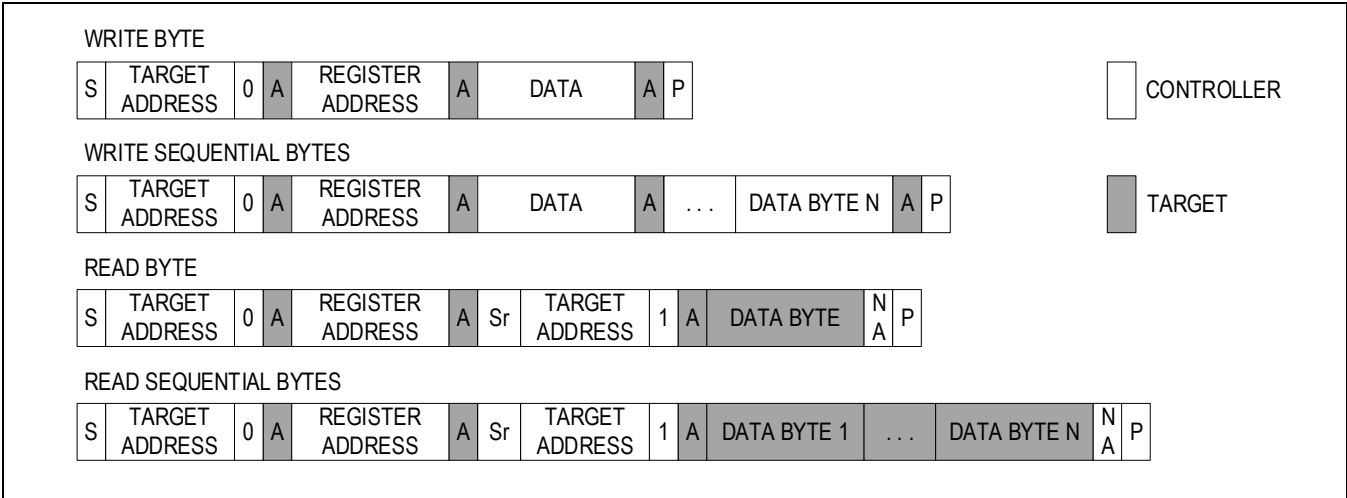 WRITE BYTE
S TARGET ADDRESS 0 A REGISTER ADDRESS A DATA A P
CONTROLLER
WRITE SEQUENTIAL BYTES
S TARGET ADDRESS 0 A REGISTER ADDRESS A DATA A ... DATA BYTE N A P
TARGET
READ BYTE
S TARGET ADDRESS 0 A REGISTER ADDRESS A Sr TARGET ADDRESS 1 A DATA BYTE NA P
READ SEQUENTIAL BYTES
S TARGET ADDRESS 0 A REGISTER ADDRESS A Sr TARGET ADDRESS 1 A DATA BYTE 1 ... DATA BYTE N NA P